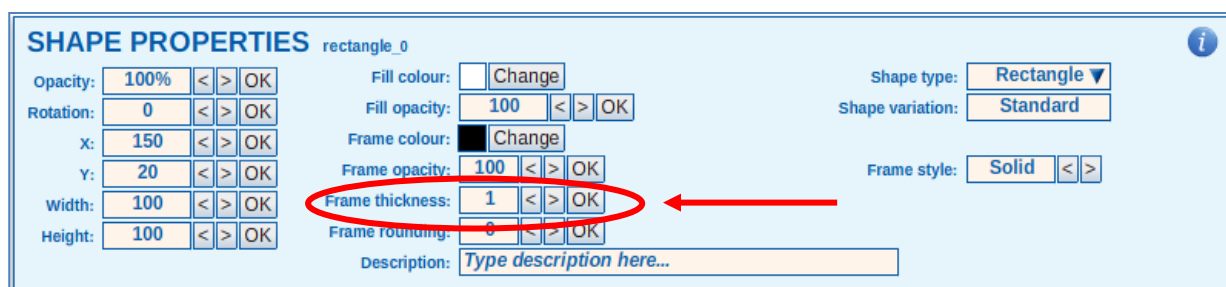 SHAPE PROPERTIES rectangle_0 i
Opacity: 100% < > OK Fill colour: Change Shape type: Rectangle
Rotation: 0 < > OK Fill opacity: 100 < > OK Shape variation: Standard
X: 150 < > OK Frame colour: Change
Y: 20 < > OK Frame opacity: 100 < > OK Frame style: Solid < >
Width: 100 < > OK Frame thickness: 1 < > OK
Height: 100 < > OK Frame rounding: 0 < > OK
Description: Type description here...